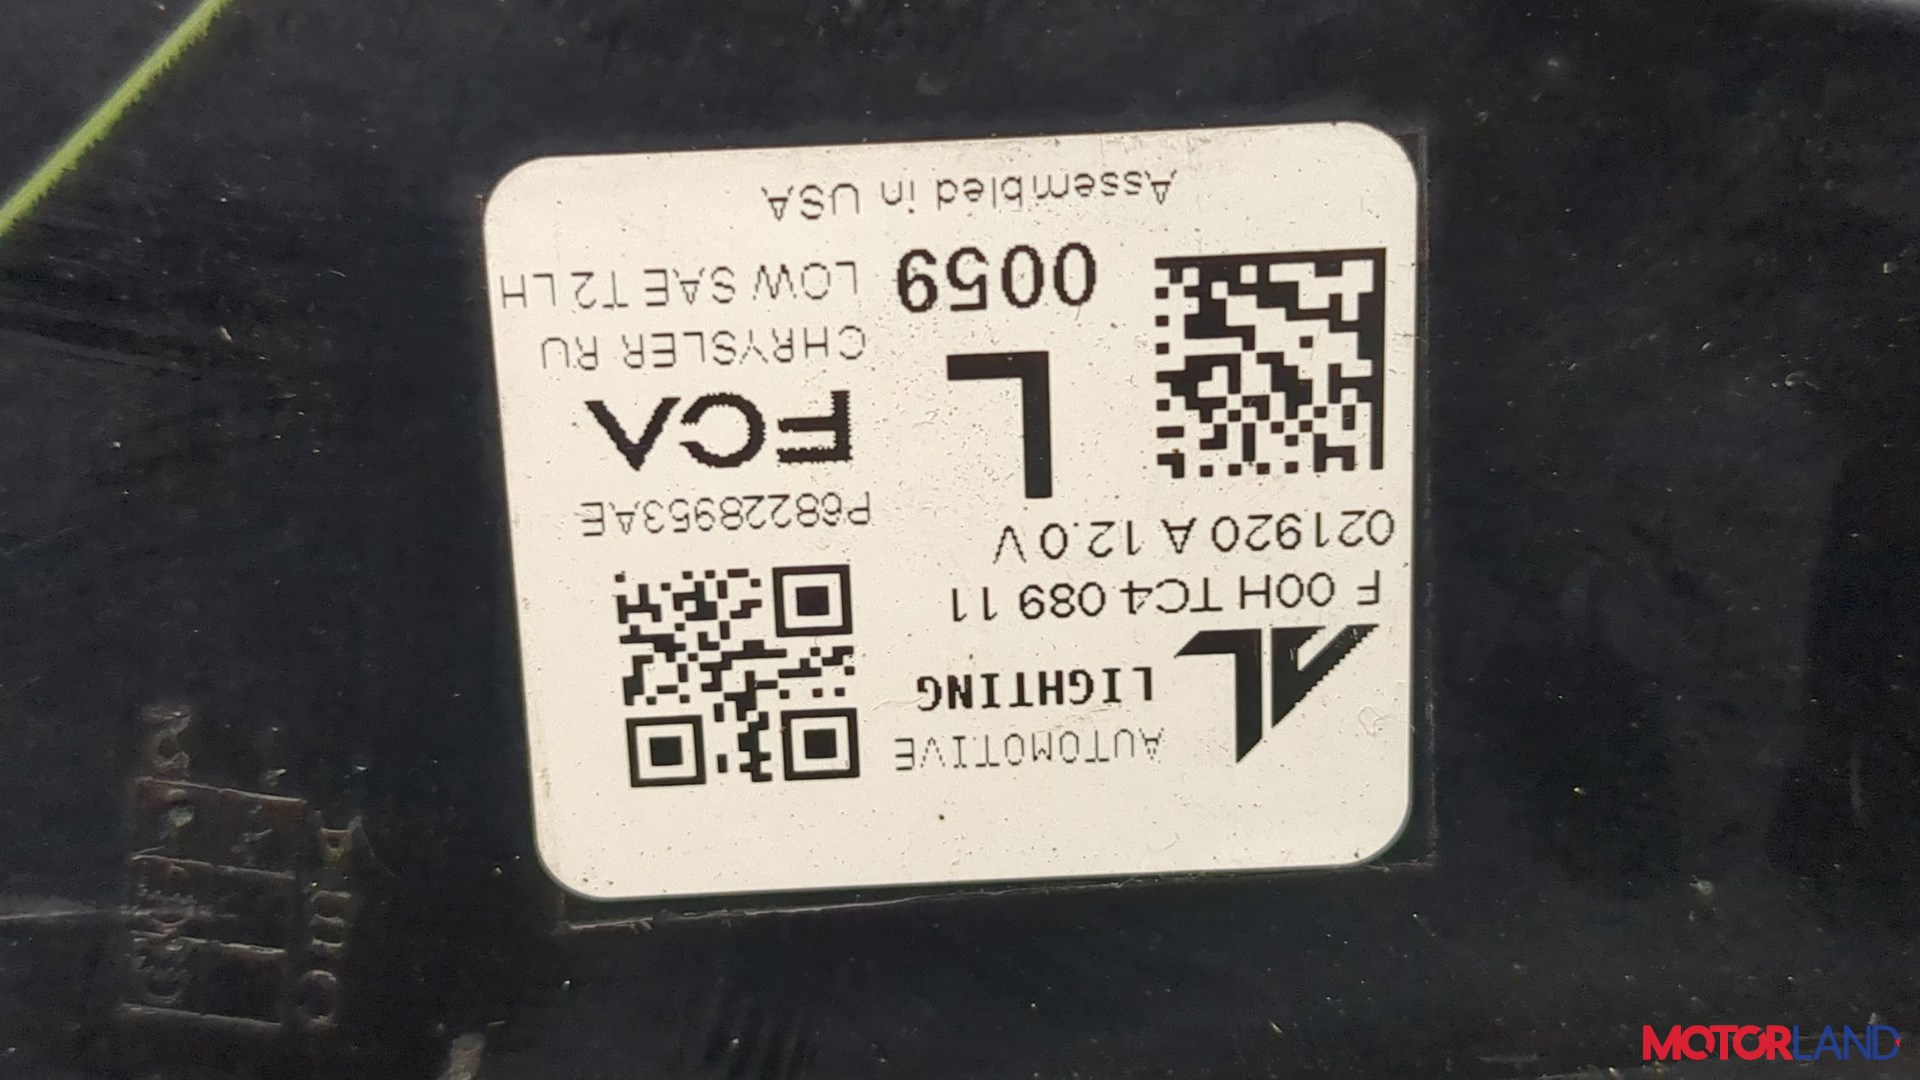 AUTOMOTIVE
LIGHTING
F 00H TC4 089 11
021920 A 12.0 V
L
0059
P68228953AE
FCA
CHRYSLER RU
LOW SAE T2 LH
Assembled in USA
MOTORLAND